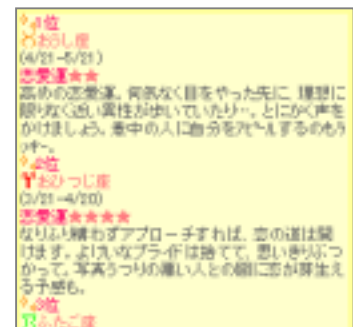 1位
おうし座
(4/21-5/21)
恋愛運★★
高めの恋愛運。何気なく目をやった先に、理想に
限りなく近い異性が歩いていたり…。とにかく声を
かけましょう。意中の人に自分をアピールするのもラ
ッキー。
2位
おひつじ座
(3/21-4/20)
恋愛運★★★★
なりふり構わずアプローチすれば、恋の道は開
けます。よけいなプライドは捨てて、思いきりぶつ
かって。写真うつりの悪い人との間に恋が芽生え
る予感も。
3位
ふたご座